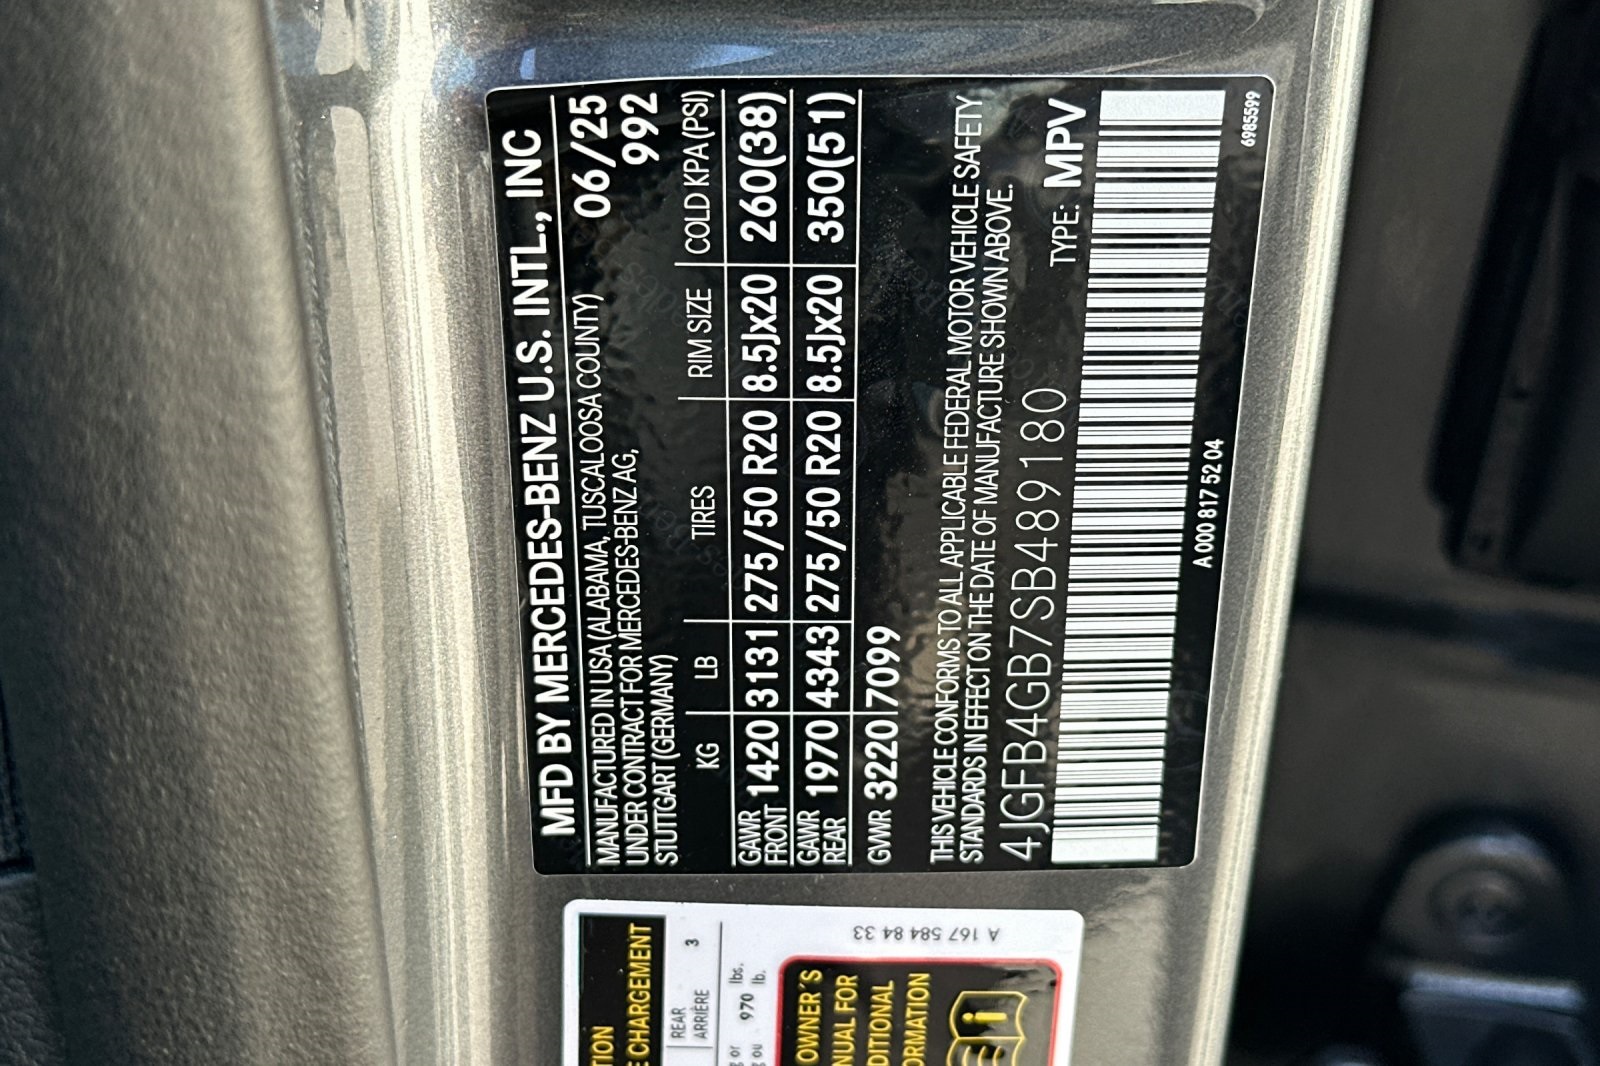 MFD BY MERCEDES-BENZ U.S. INTL., INC
MANUFACTURED IN USA (ALABAMA, TUSCALOOSA COUNTY) 06/25
UNDER CONTRACT FOR MERCEDES-BENZ AG, 992
STUTTGART (GERMANY)
KG LB TIRES RIM SIZE COLD KPA (PSI)
GAWR FRONT 1420 3131 275/50 R20 8.5Jx20 260(38)
GAWR REAR 1970 4343 275/50 R20 8.5Jx20 350(51)
GVWR 3220 7099
THIS VEHICLE CONFORMS TO ALL APPLICABLE FEDERAL MOTOR VEHICLE SAFETY
STANDARDS IN EFFECT ON THE DATE OF MANUFACTURE SHOWN ABOVE.
4JGFB4GB7SB489180 TYPE: MPV
A 000 817 52 04
6985599
CHARGEMENT
REAR 3
ARRIÈRE
or 970 lbs.
ou lb.
A 167 584 84 33
OWNER'S
FOR